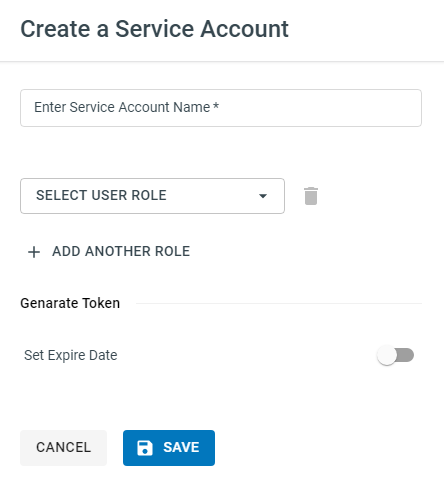 Create a Service Account
Enter Service Account Name *
SELECT USER ROLE
ADD ANOTHER ROLE
Genarate Token
Set Expire Date
CANCEL
SAVE